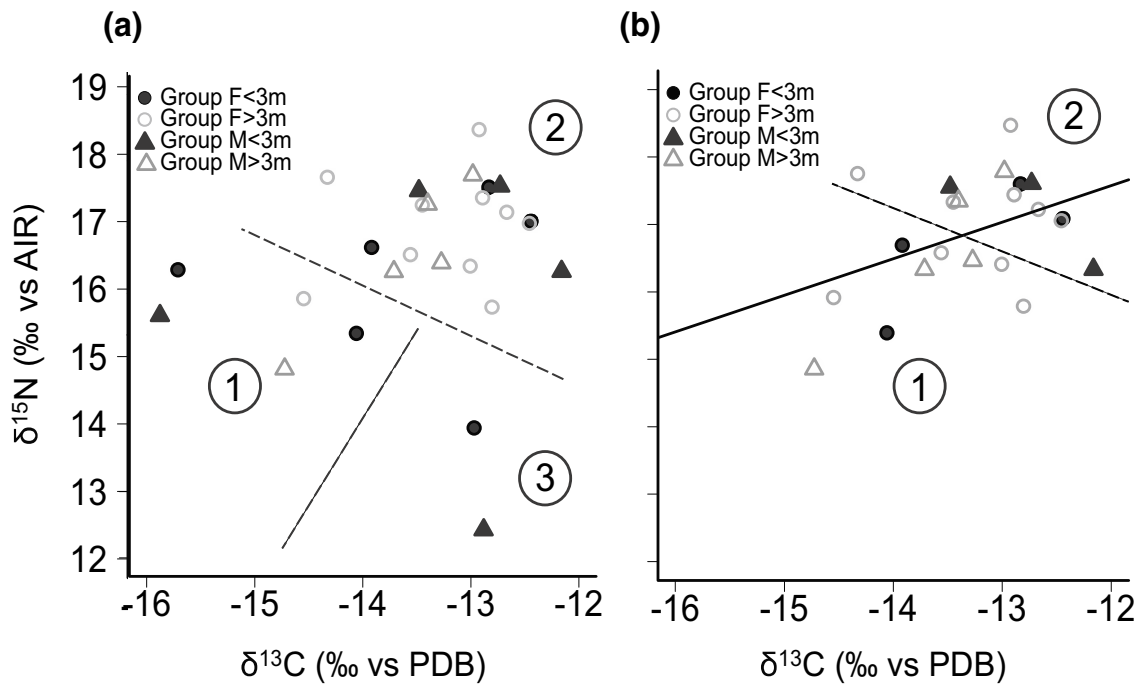 (a)
(b)
Group F<3m
Group F>3m
Group M<3m
Group M>3m
Group F<3m
Group F>3m
Group M<3m
Group M>3m
2
1
3
2
1
19
18
17
16
15
14
13
12
δ15N (‰ vs AIR)
-16 -15 -14 -13 -12
-16 -15 -14 -13 -12
δ13C (‰ vs PDB)
δ13C (‰ vs PDB)